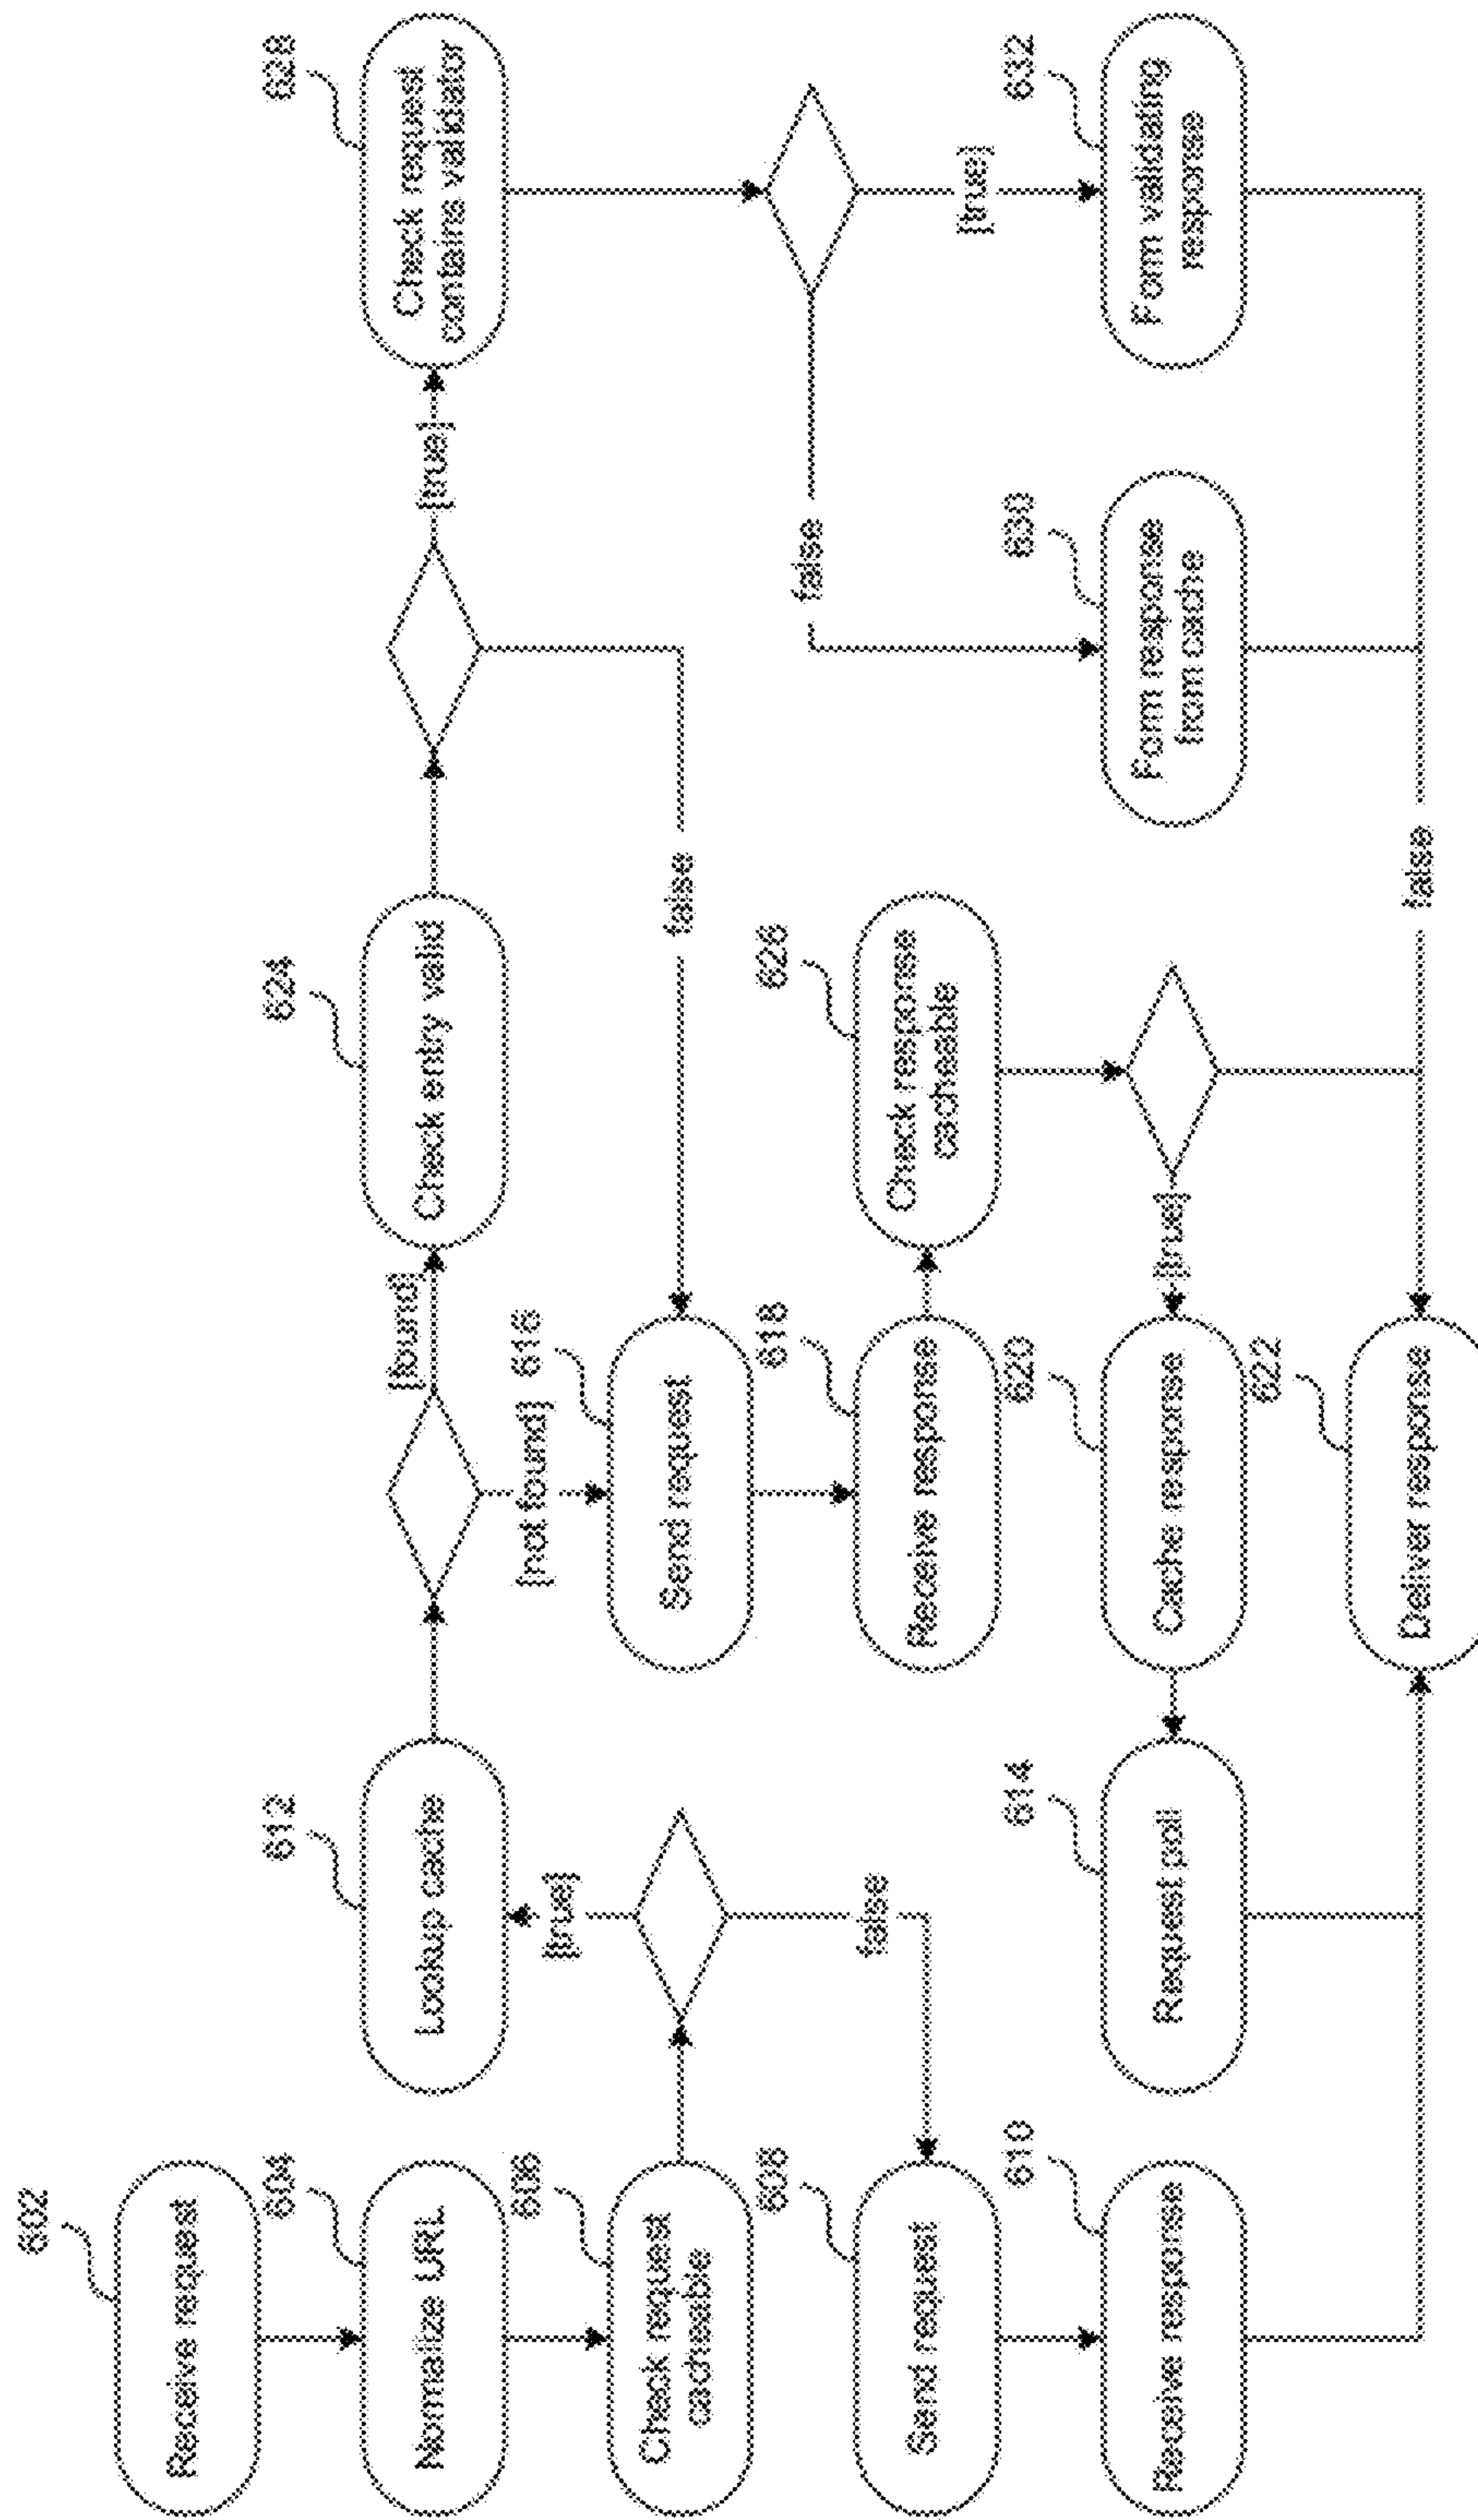 602
Receive request
604
Normalize URL
606
Check request
cacheable
608
Send request
610
Receive response
612
Lookup cache
[true]
false
614
Request poll
[found]
[not found]
616
Send request
618
Receive response
620
Cache response
622
Deliver response
624
Check entry valid
626
Check response
cacheable
[true]
false
false
[true]
628
Check request
contains validator
false
[true]
630
Form response
from cache
632
Form validating
response